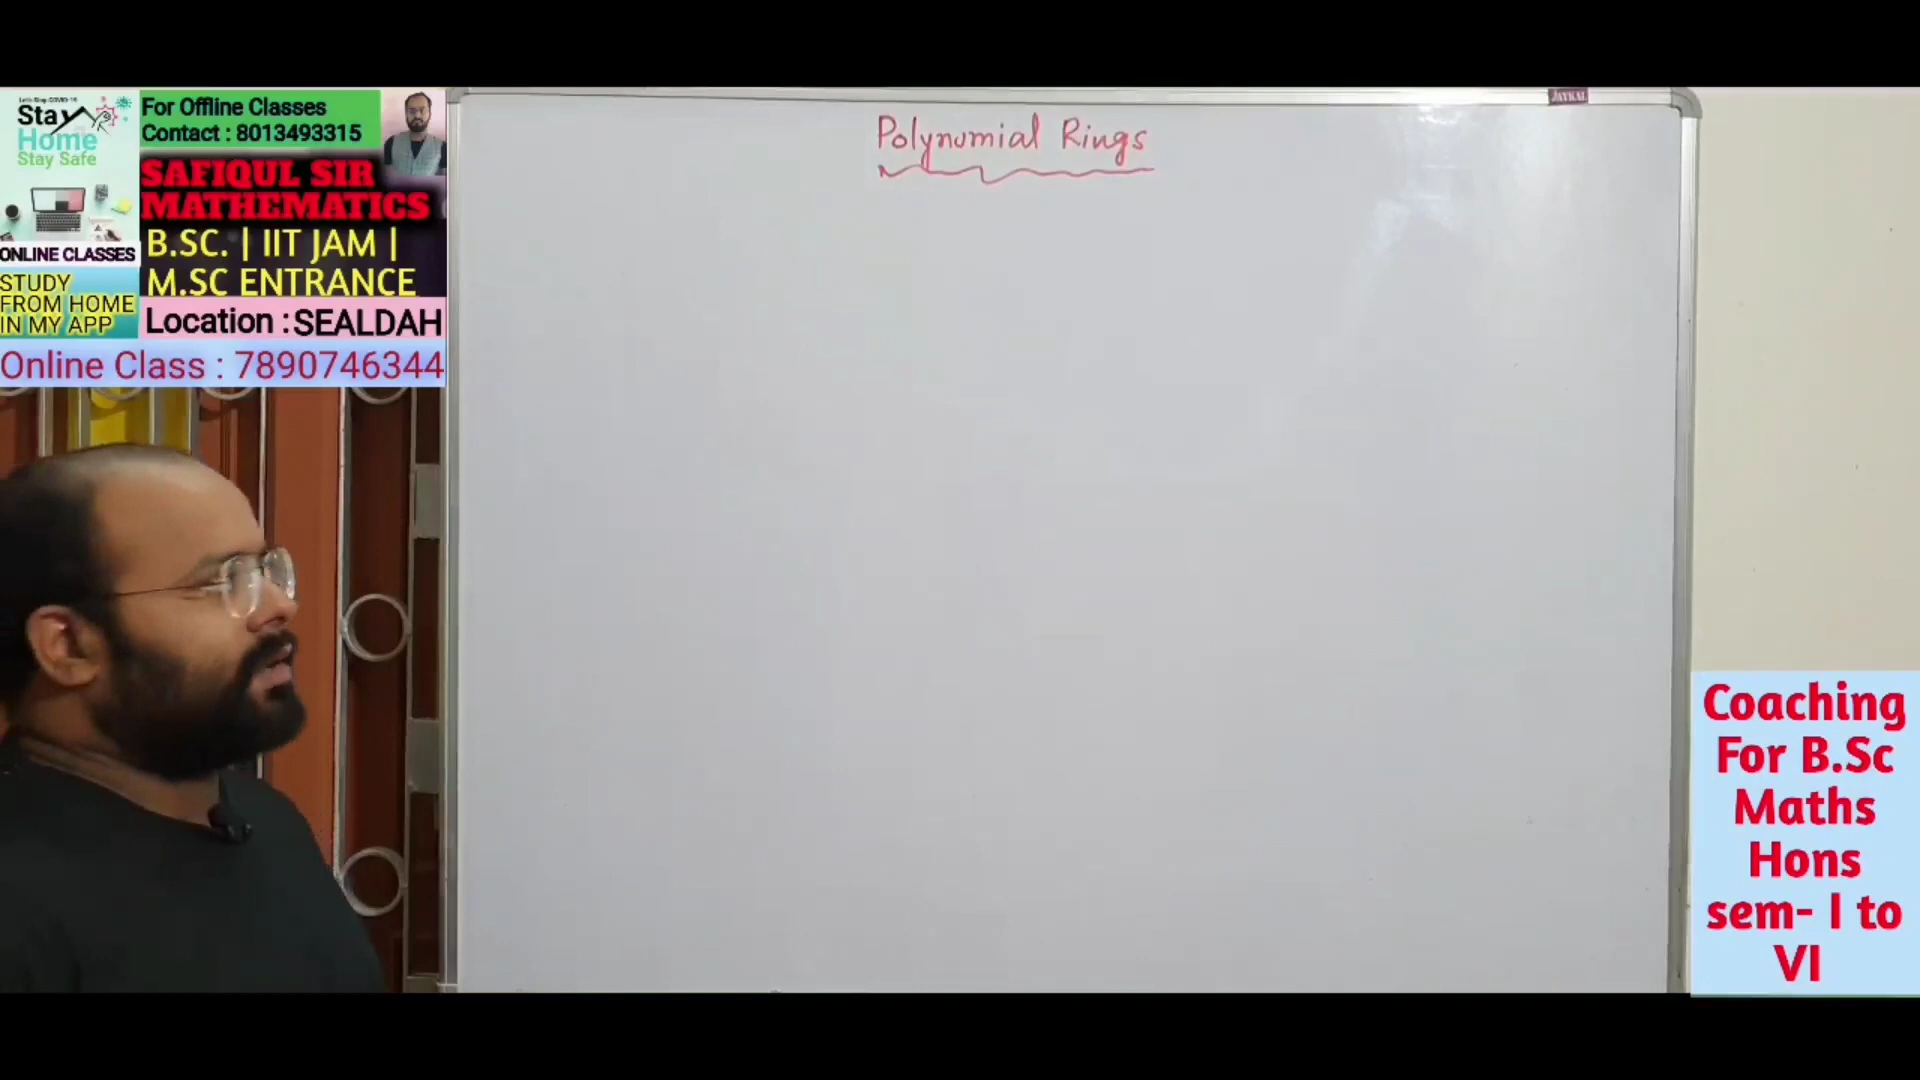 Stay
Home
Stay Safe
ONLINE CLASSES
STUDY
FROM HOME
IN MY APP
For Offline Classes
Contact : 8013493315
SAFIQUL SIR
MATHEMATICS
B.SC. | IIT JAM |
M.SC ENTRANCE
Location : SEALDAH
Online Class : 7890746344
Polynomial Rings
JAYKAL
Coaching
For B.Sc
Maths
Hons
sem- I to
VI